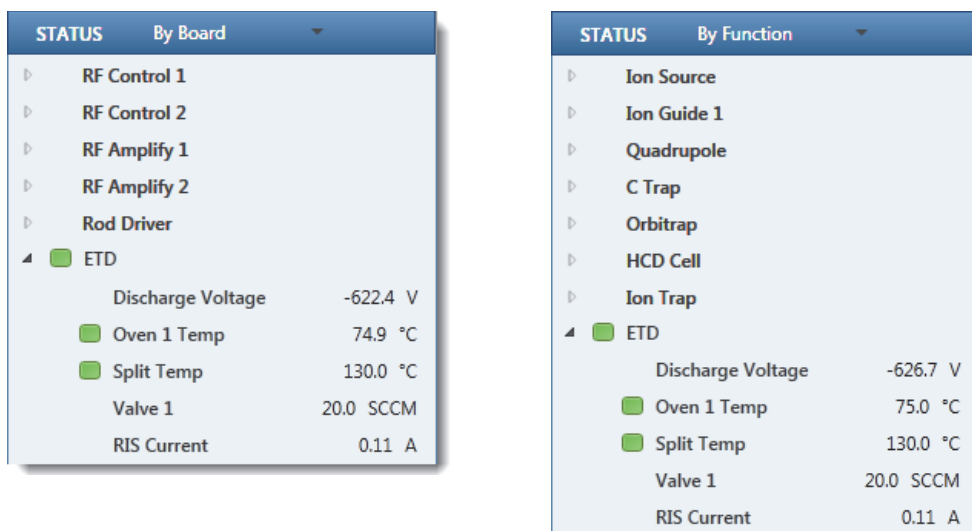 STATUS By Board
RF Control 1
RF Control 2
RF Amplify 1
RF Amplify 2
Rod Driver
ETD
Discharge Voltage -622.4 V
Oven 1 Temp 74.9 °C
Split Temp 130.0 °C
Valve 1 20.0 SCCM
RIS Current 0.11 A
STATUS By Function
Ion Source
Ion Guide 1
Quadrupole
C Trap
Orbitrap
HCD Cell
Ion Trap
ETD
Discharge Voltage -626.7 V
Oven 1 Temp 75.0 °C
Split Temp 130.0 °C
Valve 1 20.0 SCCM
RIS Current 0.11 A